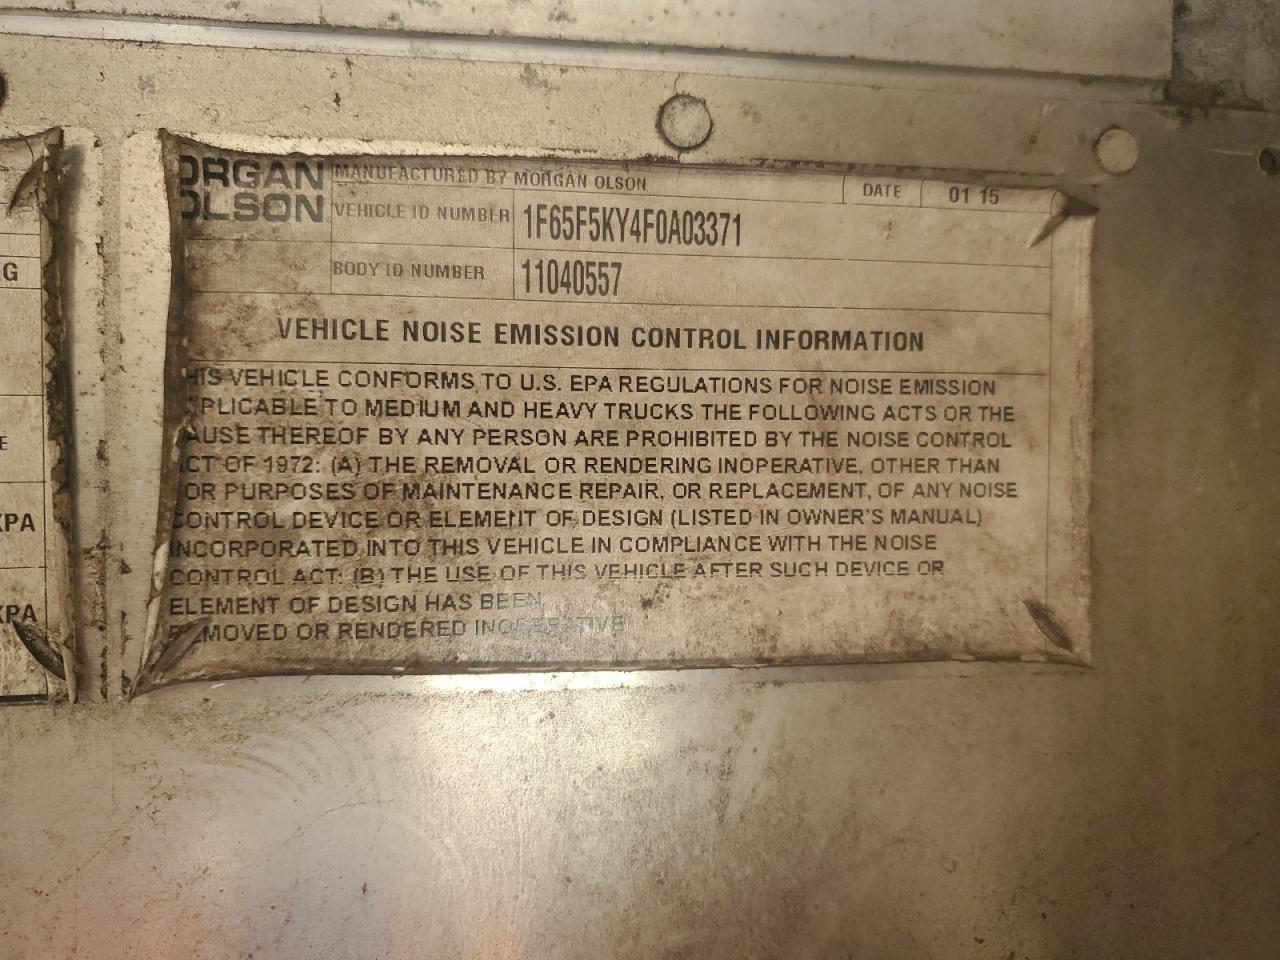 G
E
KPA
KPA
ORGAN
OLSON
MANUFACTURED BY MORGAN OLSON DATE 01 15
VEHICLE ID NUMBER 1F65F5KY4F0A03371
BODY ID NUMBER 11040557
VEHICLE NOISE EMISSION CONTROL INFORMATION
HIS VEHICLE CONFORMS TO U.S. EPA REGULATIONS FOR NOISE EMISSION
PLICABLE TO MEDIUM AND HEAVY TRUCKS THE FOLLOWING ACTS OR THE
AUSE THEREOF BY ANY PERSON ARE PROHIBITED BY THE NOISE CONTROL
CT OF 1972: (A) THE REMOVAL OR RENDERING INOPERATIVE, OTHER THAN
OR PURPOSES OF MAINTENANCE REPAIR, OR REPLACEMENT, OF ANY NOISE
CONTROL DEVICE OR ELEMENT OF DESIGN (LISTED IN OWNER'S MANUAL)
INCORPORATED INTO THIS VEHICLE IN COMPLIANCE WITH THE NOISE
CONTROL ACT; (B) THE USE OF THIS VEHICLE AFTER SUCH DEVICE OR
ELEMENT OF DESIGN HAS BEEN
REMOVED OR RENDERED INOPERATIVE